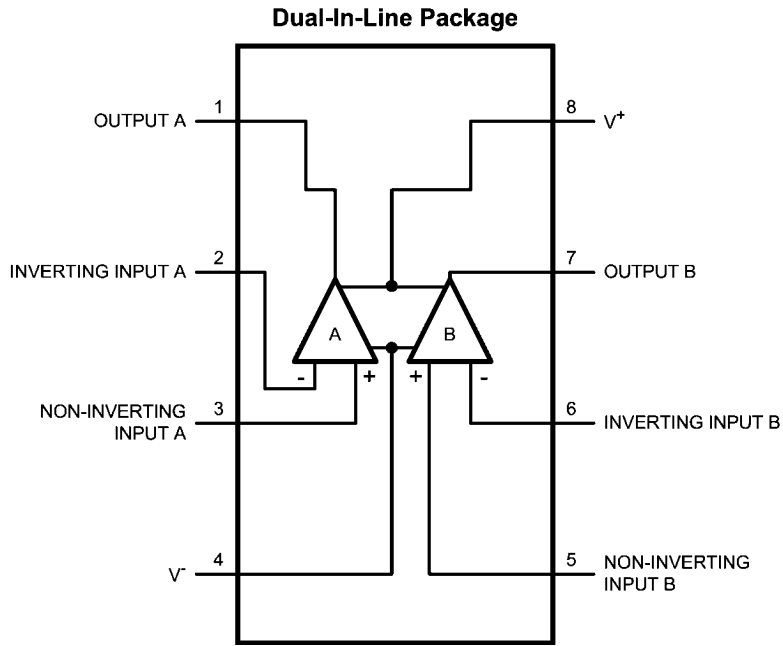 Dual-In-Line Package
1
OUTPUT A
8
V+
2
INVERTING INPUT A
7
OUTPUT B
A
B
-
+
+
-
3
NON-INVERTING
INPUT A
6
INVERTING INPUT B
4
V-
5
NON-INVERTING
INPUT B